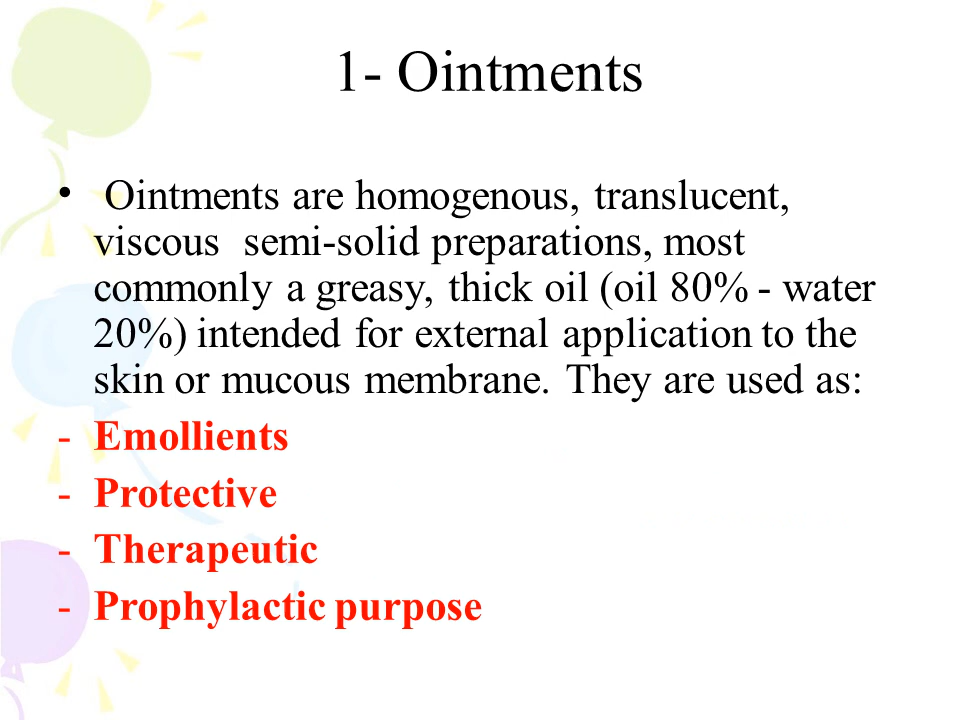 1- Ointments
• Ointments are homogenous, translucent,
viscous semi-solid preparations, most
commonly a greasy, thick oil (oil 80% - water
20%) intended for external application to the
skin or mucous membrane. They are used as:
- Emollients
- Protective
- Therapeutic
- Prophylactic purpose